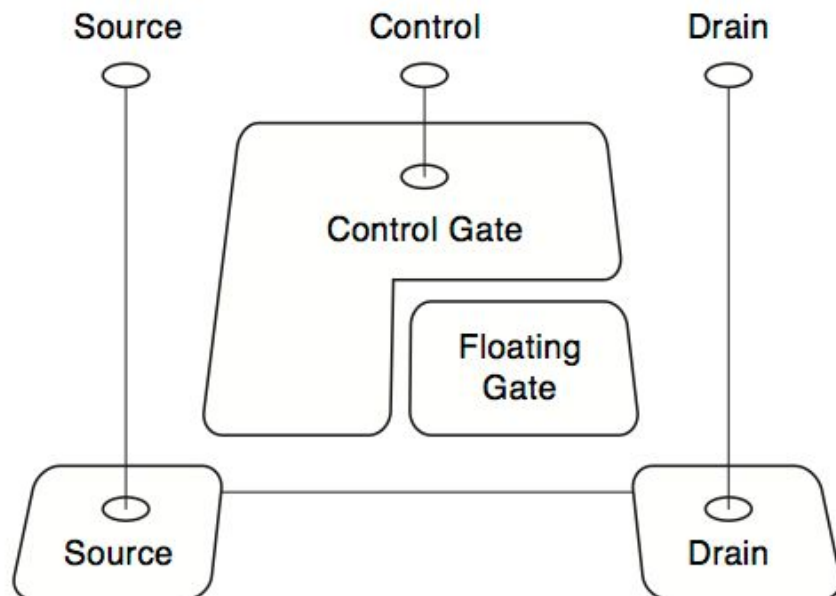 Source
Control
Drain
Control Gate
Floating
Gate
Source
Drain